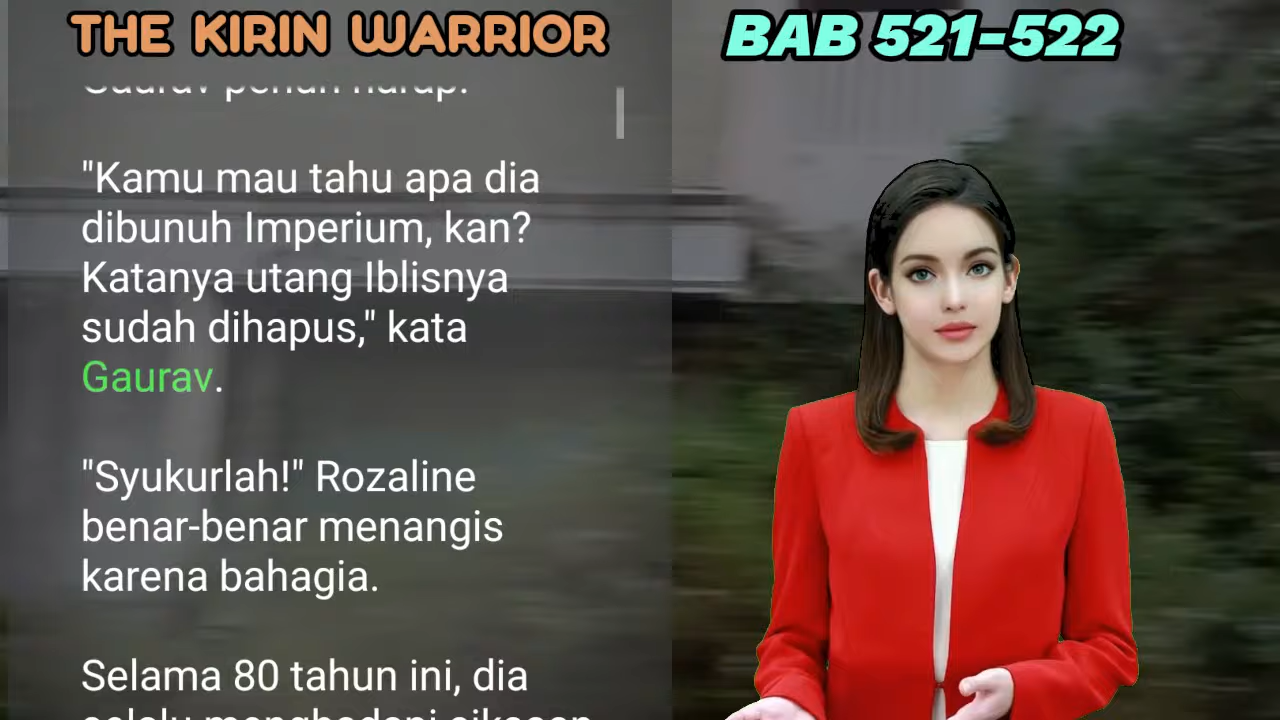 THE KIRIN WARRIOR
BAB 521-522
"Kamu mau tahu apa dia
dibunuh Imperium, kan?
Katanya utang Iblisnya
sudah dihapus," kata
Gaurav.
"Syukurlah!" Rozaline
benar-benar menangis
karena bahagia.
Selama 80 tahun ini, dia